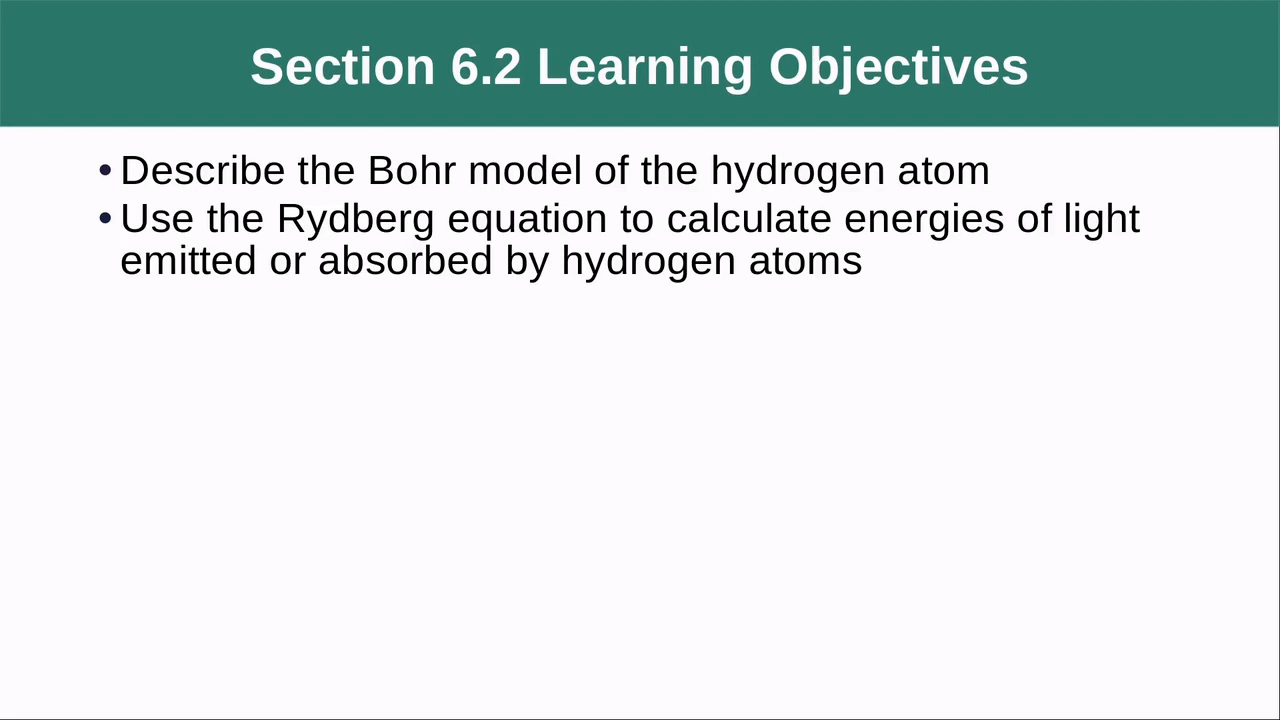 Section 6.2 Learning Objectives
• Describe the Bohr model of the hydrogen atom
• Use the Rydberg equation to calculate energies of light
emitted or absorbed by hydrogen atoms